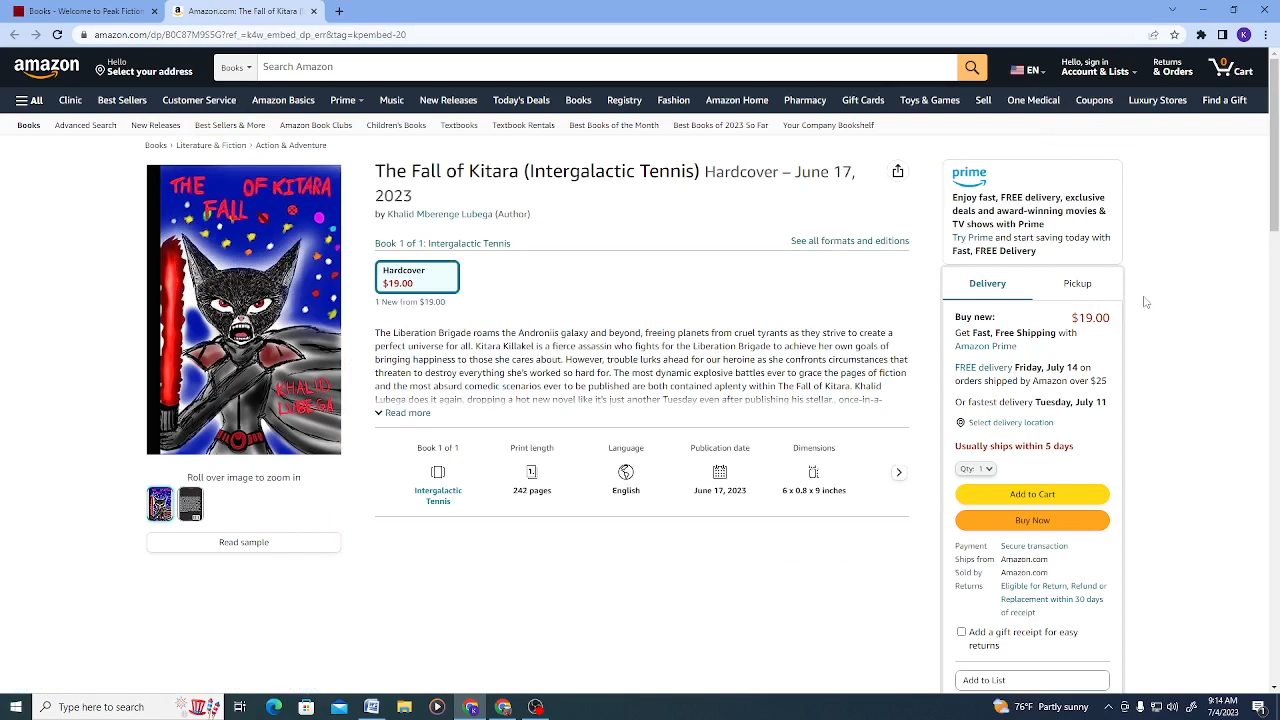 Books - Welcome to Peak Fiction
Amazon.com: The Fall of Kitara (
amazon.com/dp/B0C87M9SSG?ref_=k4w_embed_dp_err&tag=kpembed-20
K
amazon
Hello
Select your address
Books
Search Amazon
EN
Hello, sign in
Account & Lists
Returns
& Orders
0
Cart
All
Clinic
Best Sellers
Customer Service
Amazon Basics
Prime
Music
New Releases
Today's Deals
Books
Registry
Fashion
Amazon Home
Pharmacy
Gift Cards
Toys & Games
Sell
One Medical
Coupons
Luxury Stores
Find a Gift
Books
Advanced Search
New Releases
Best Sellers & More
Amazon Book Clubs
Children's Books
Textbooks
Textbook Rentals
Best Books of the Month
Best Books of 2023 So Far
Your Company Bookshelf
Books › Literature & Fiction › Action & Adventure
THE OF KITARA
FALL
KHALID
LUBEGA
Roll over image to zoom in
Read sample
The Fall of Kitara (Intergalactic Tennis) Hardcover – June 17,
2023
by Khalid Mberenge Lubega (Author)
Book 1 of 1: Intergalactic Tennis
See all formats and editions
Hardcover
$19.00
1 New from $19.00
The Liberation Brigade roams the Androniis galaxy and beyond, freeing planets from cruel tyrants as they strive to create a
perfect universe for all. Kitara Killakel is a fierce assassin who fights for the Liberation Brigade to achieve her own goals of
bringing happiness to those she cares about. However, trouble lurks ahead for our heroine as she confronts circumstances that
threaten to destroy everything she's worked so hard for. The most dynamic explosive battles ever to grace the pages of fiction
and the most absurd comedic scenarios ever to be published are both contained aplenty within The Fall of Kitara. Khalid
Lubega does it again, dropping a hot new novel like it's just another Tuesday even after publishing his stellar, once-in-a-
Read more
Book 1 of 1
Intergalactic
Tennis
Print length
242 pages
Language
English
Publication date
June 17, 2023
Dimensions
6 x 0.8 x 9 inches
prime
Enjoy fast, FREE delivery, exclusive
deals and award-winning movies &
TV shows with Prime
Try Prime and start saving today with
Fast, FREE Delivery
Delivery
Pickup
Buy new:
$19.00
Get Fast, Free Shipping with
Amazon Prime
FREE delivery Friday, July 14 on
orders shipped by Amazon over $25
Or fastest delivery Tuesday, July 11
Select delivery location
Usually ships within 5 days
Qty: 1
Add to Cart
Buy Now
Payment Secure transaction
Ships from Amazon.com
Sold by Amazon.com
Returns Eligible for Return, Refund or
Replacement within 30 days
of receipt
Add a gift receipt for easy
returns
Add to List
Type here to search
76°F Partly sunny
9:14 AM
7/4/2023